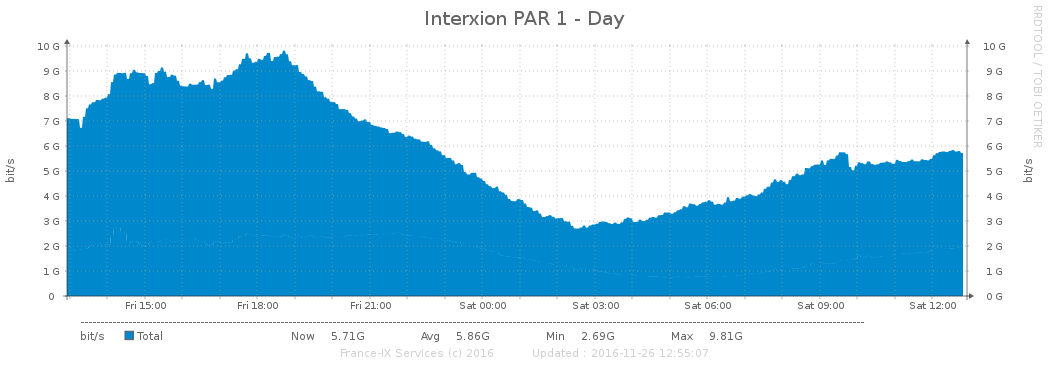 Interxion PAR 1 - Day
RRDTOOL / TOBI OETIKER
bit/s
bit/s
10 G 10 G
9 G 9 G
8 G 8 G
7 G 7 G
6 G 6 G
5 G 5 G
4 G 4 G
3 G 3 G
2 G 2 G
1 G 1 G
0 0 G
Fri 15:00 Fri 18:00 Fri 21:00 Sat 00:00 Sat 03:00 Sat 06:00 Sat 09:00 Sat 12:00
bit/s Total Now 5.71G Avg 5.86G Min 2.69G Max 9.81G
France-IX Services (c) 2016 Updated : 2016-11-26 12:55:07